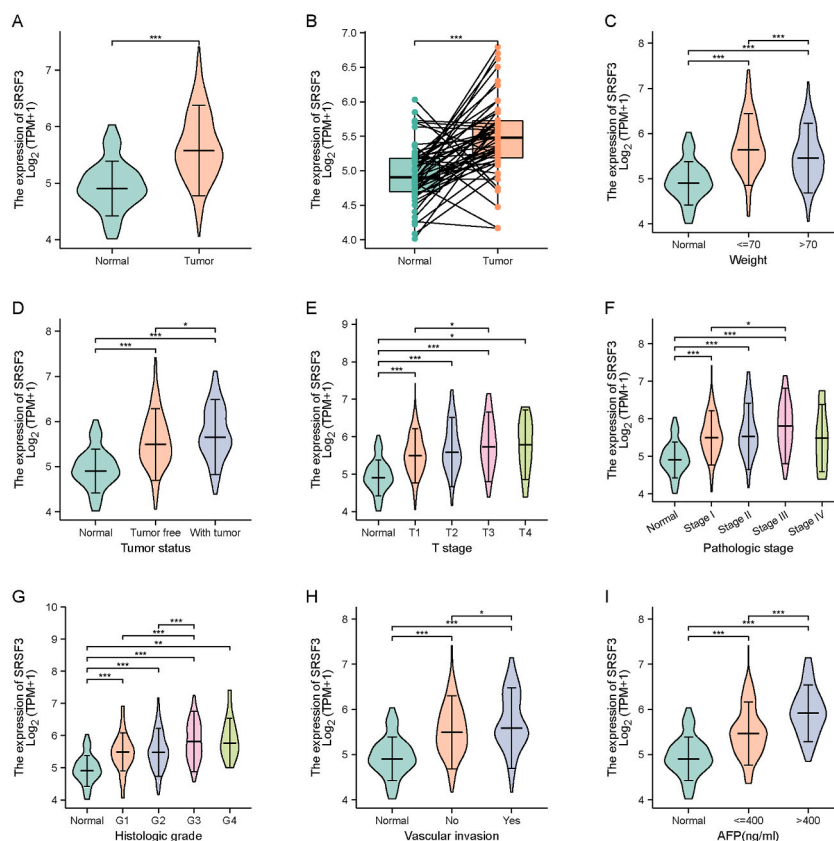 A
The expression of SRSF3
Log2 (TPM+1)
7
6
5
4
***
Normal
Tumor
B
The expression of SRSF3
Log2 (TPM+1)
7.0
6.5
6.0
5.5
5.0
4.5
4.0
***
Normal
Tumor
C
The expression of SRSF3
Log2 (TPM+1)
8
7
6
5
4
***
***
***
Normal
<=70
>70
Weight
D
The expression of SRSF3
Log2 (TPM+1)
8
7
6
5
4
*
***
***
Normal
Tumor free
With tumor
Tumor status
E
The expression of SRSF3
Log2 (TPM+1)
9
8
7
6
5
4
*
*
***
***
***
Normal
T1
T2
T3
T4
T stage
F
The expression of SRSF3
Log2 (TPM+1)
9
8
7
6
5
4
*
***
***
***
Normal
Stage I
Stage II
Stage III
Stage IV
Pathologic stage
G
The expression of SRSF3
Log2 (TPM+1)
10
9
8
7
6
5
4
***
***
**
***
***
***
Normal
G1
G2
G3
G4
Histologic grade
H
The expression of SRSF3
Log2 (TPM+1)
8
7
6
5
4
*
***
***
Normal
No
Yes
Vascular invasion
I
The expression of SRSF3
Log2 (TPM+1)
8
7
6
5
4
***
***
***
Normal
<=400
>400
AFP(ng/ml)